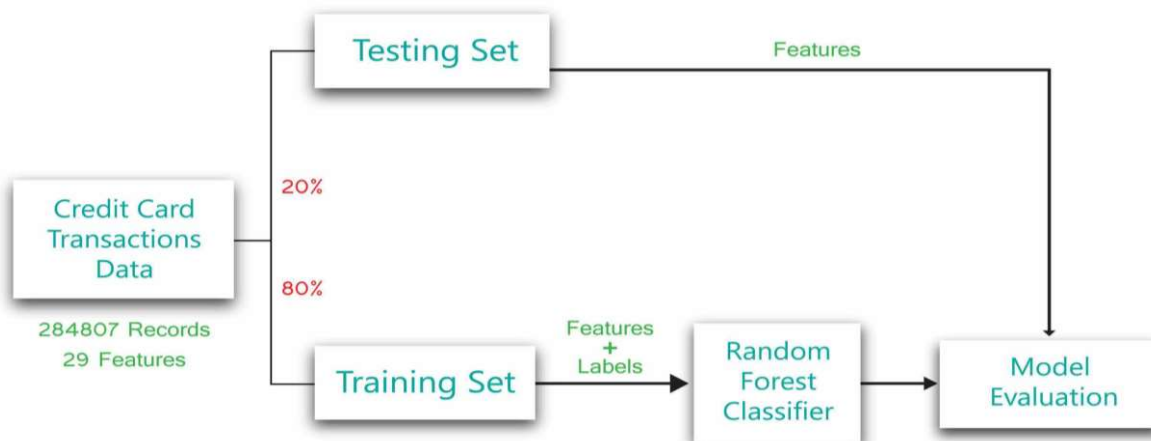 Testing Set
Features
20%
Credit Card
Transactions
Data
80%
284807 Records
29 Features
Features
+
Labels
Training Set
Random
Forest
Classifier
Model
Evaluation